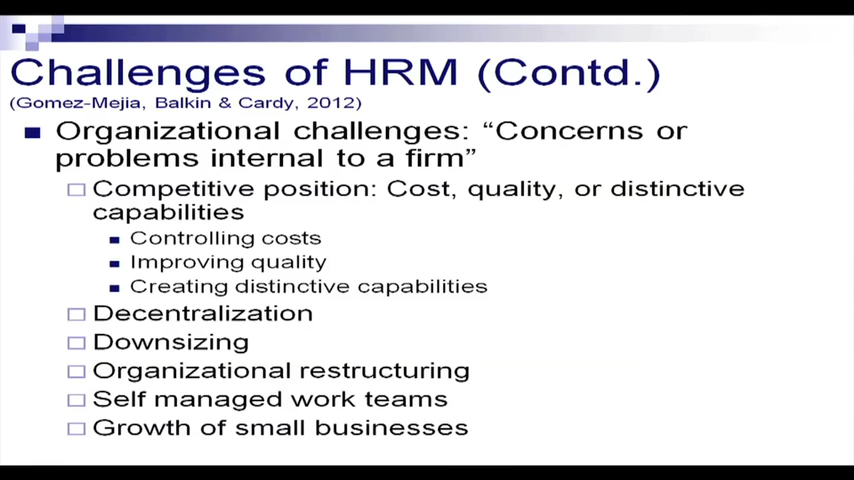 Challenges of HRM (Contd.)
(Gomez-Mejia, Balkin & Cardy, 2012)
Organizational challenges: “Concerns or
problems internal to a firm”
Competitive position: Cost, quality, or distinctive
capabilities
Controlling costs
Improving quality
Creating distinctive capabilities
Decentralization
Downsizing
Organizational restructuring
Self managed work teams
Growth of small businesses